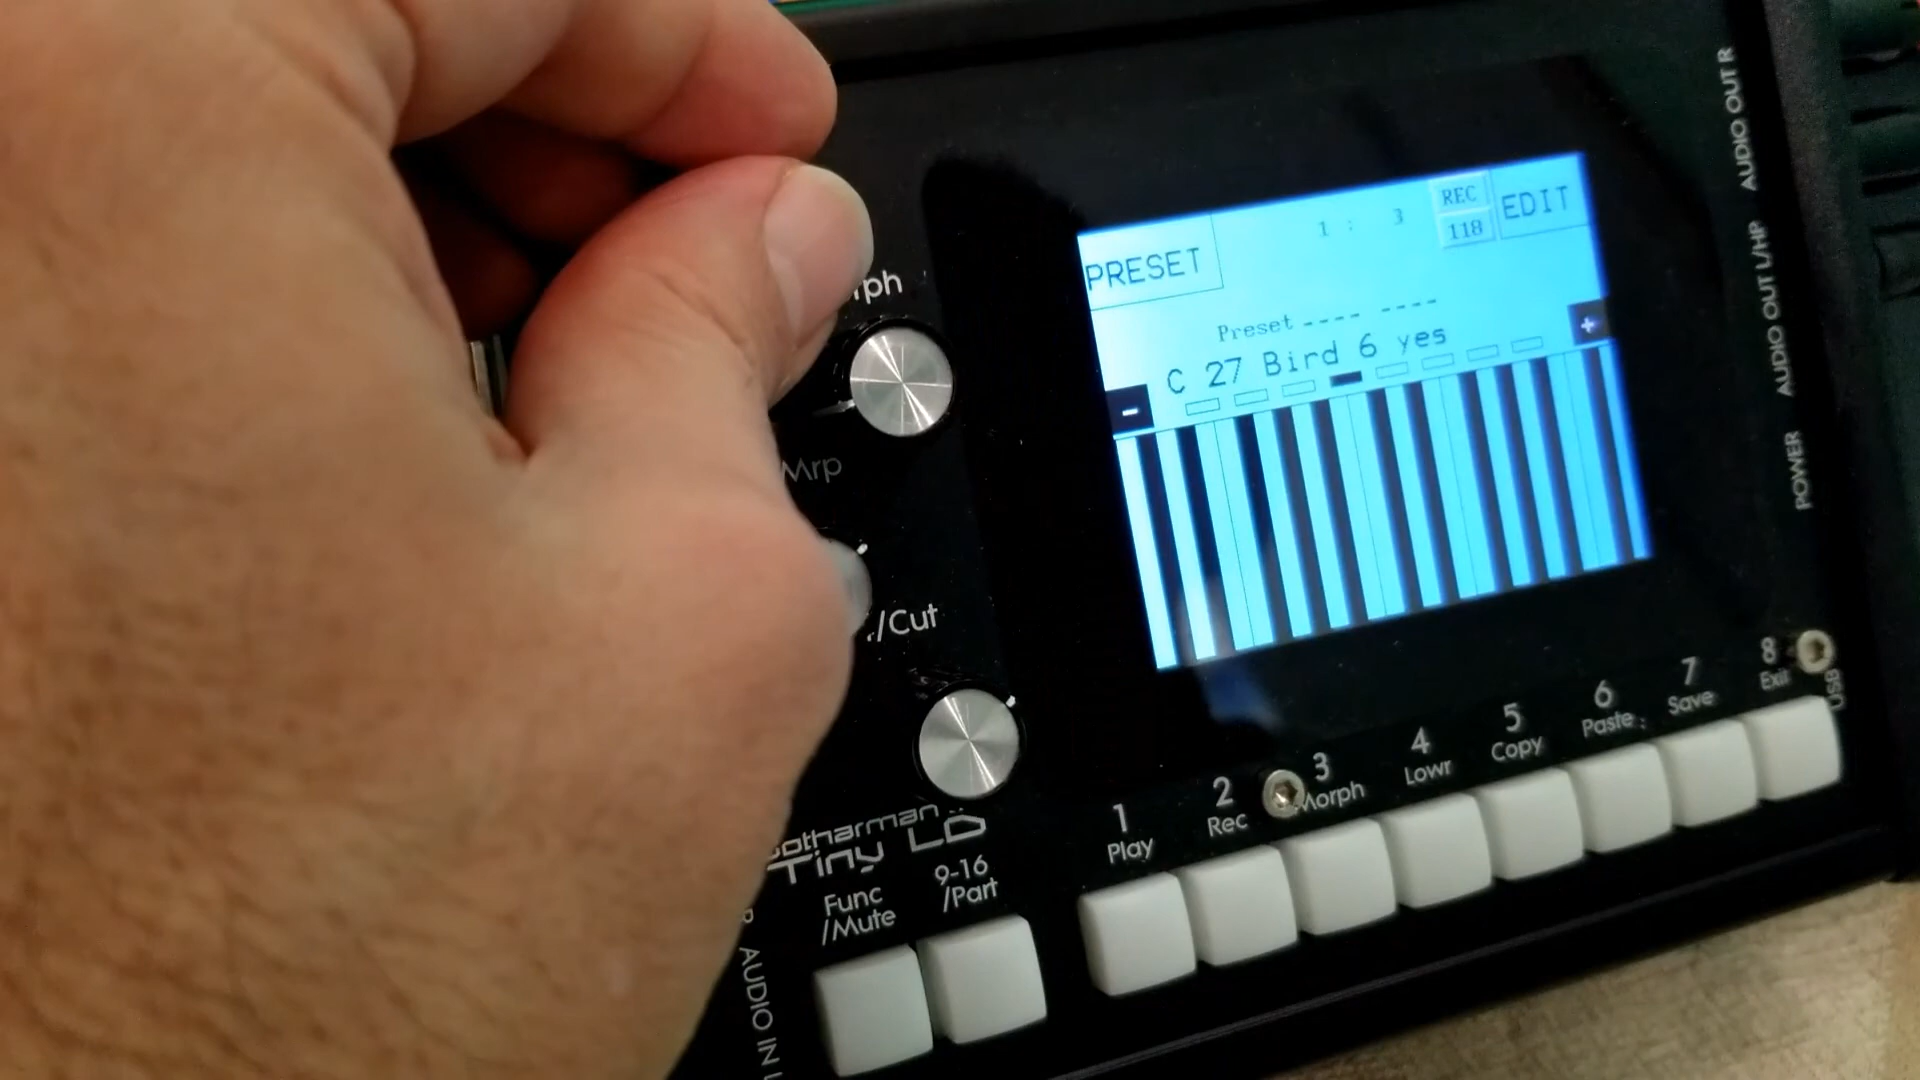 PRESET
1: 3
REC
118
EDIT
Preset ---- ----
C 27 Bird 6 yes
-
+
rph
Mrp
./Cut
otharman
Tiny LD
Func
/Mute
9-16
/Part
1
Play
2
Rec
3
Morph
4
Lowr
5
Copy
6
Paste
7
Save
8
Exit
USB
POWER
AUDIO OUT L/HP
AUDIO OUT R
R AUDIO IN L